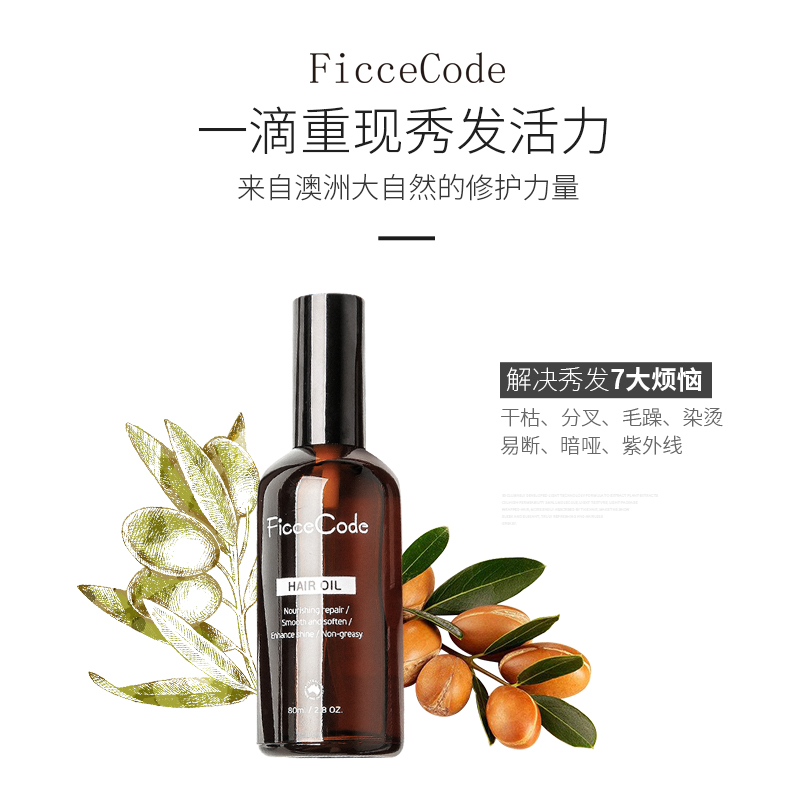 FicceCode
一滴重现秀发活力
来自澳洲大自然的修护力量
解决秀发7大烦恼
干枯、分叉、毛躁、染烫
易断、暗哑、紫外线
FicceCode
HAIR OIL
Nourishing repair /
Smooth and soften /
Enhance shine / Non-greasy
80mL / 2.8 OZ.